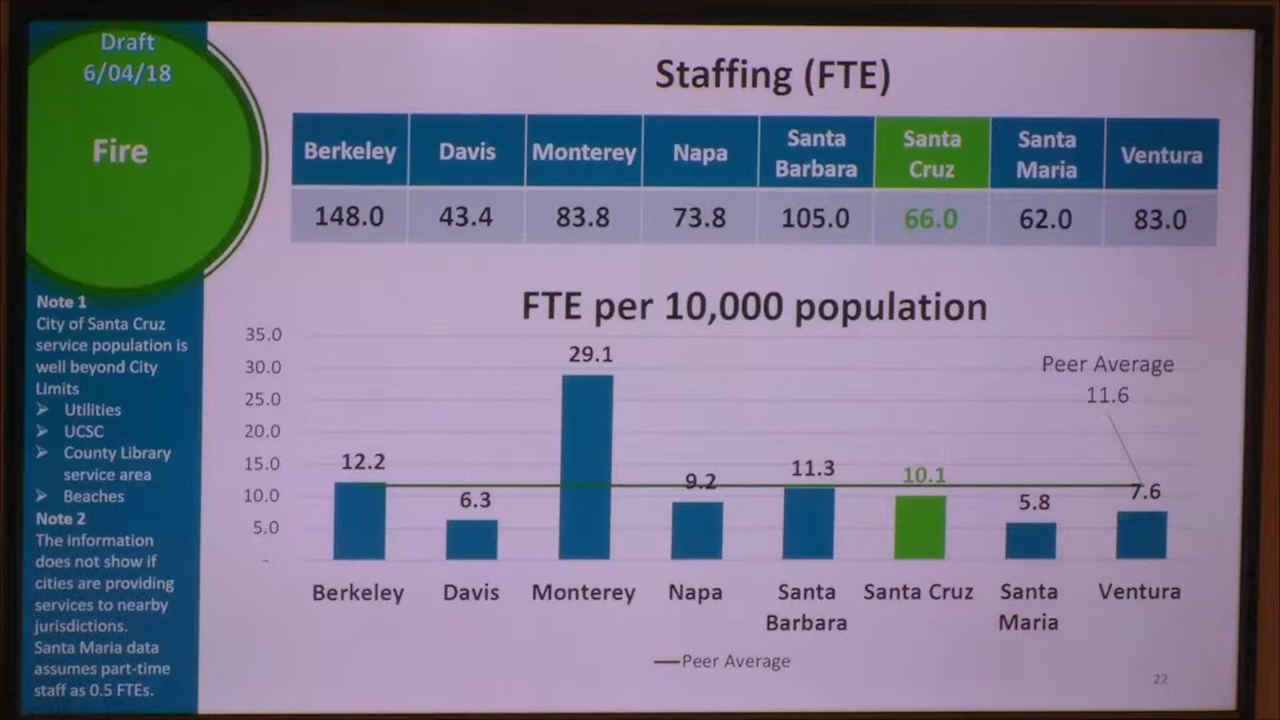 Draft
6/04/18
Fire
Note 1
City of Santa Cruz
service population is
well beyond City
Limits
➢ Utilities
➢ UCSC
➢ County Library
service area
➢ Beaches
Note 2
The information
does not show if
cities are providing
services to nearby
jurisdictions.
Santa Maria data
assumes part-time
staff as 0.5 FTEs.
Staffing (FTE)
Berkeley Davis Monterey Napa Santa Barbara Santa Cruz Santa Maria Ventura
148.0 43.4 83.8 73.8 105.0 66.0 62.0 83.0
FTE per 10,000 population
35.0
30.0
25.0
20.0
15.0
10.0
5.0
-
12.2 6.3 29.1 9.2 11.3 10.1 5.8 7.6
Peer Average
11.6
Berkeley Davis Monterey Napa Santa Barbara Santa Cruz Santa Maria Ventura
Peer Average
22